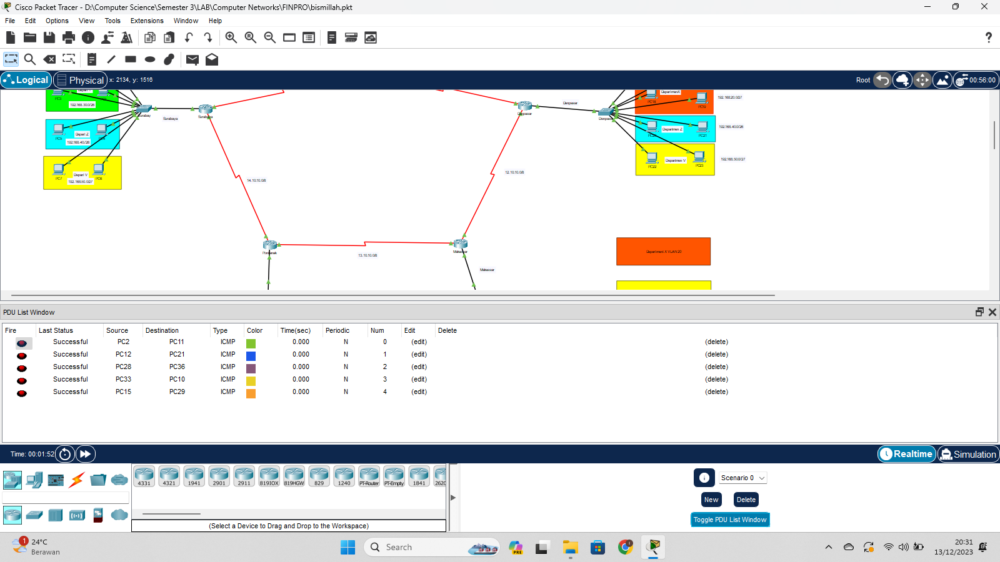 Cisco Packet Tracer - D:\Computer Science\Semester 3\LAB\Computer Networks\FINPRO\bismillah.pkt
File Edit Options View Tools Extensions Window Help
Logical Physical x: 2134, y: 1516 Root 00:56:00
192.168.30.0/26
Surabaya
Surabaya
Depart Z
PC5
192.168.40./26
Depart V
PC7
PC6
192.168.50.0/27
14. 10.10.0/8
Denpasar
Denpasar
DepartmenX
PC18
PC19
192.168.20.0/27
Departmen Z
PC21
192.168.40.0/26
Departmen V
PC22
PC23
192.168.50.0/27
12. 10.10.0/8
Pontianak
13. 10.10.0/8
Makassar
Makassar
Department X VLAN 20
PDU List Window
Fire Last Status Source Destination Type Color Time(sec) Periodic Num Edit Delete
Successful PC2 PC11 ICMP 0.000 N 0 (edit) (delete)
Successful PC12 PC21 ICMP 0.000 N 1 (edit) (delete)
Successful PC28 PC36 ICMP 0.000 N 2 (edit) (delete)
Successful PC33 PC10 ICMP 0.000 N 3 (edit) (delete)
Successful PC15 PC29 ICMP 0.000 N 4 (edit) (delete)
Time: 00:01:52 Realtime Simulation
4331 4321 1941 2901 2911 819IOX 819HGW 829 1240 PT-Router PT-Empty 1841 2620
Scenario 0
New Delete
Toggle PDU List Window
(Select a Device to Drag and Drop to the Workspace)
1
24°C
Berawan
Search
PRE
20:31
13/12/2023